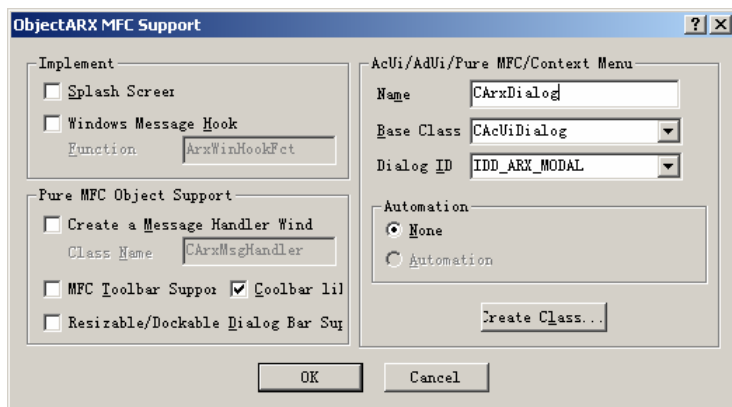 ObjectARX MFC Support
Implement
Splash Screen
Windows Message Hook
Function ArxWinHookFct
Pure MFC Object Support
Create a Message Handler Wind
Class Name CArxMsgHandler
MFC Toolbar Suppor Coolbar lil
Resizable/Dockable Dialog Bar Sup
AcUi/AdUi/Pure MFC/Context Menu
Name CArxDialog
Base Class CAcUiDialog
Dialog ID IDD_ARX_MODAL
Automation
None
Automation
Create Class...
OK Cancel